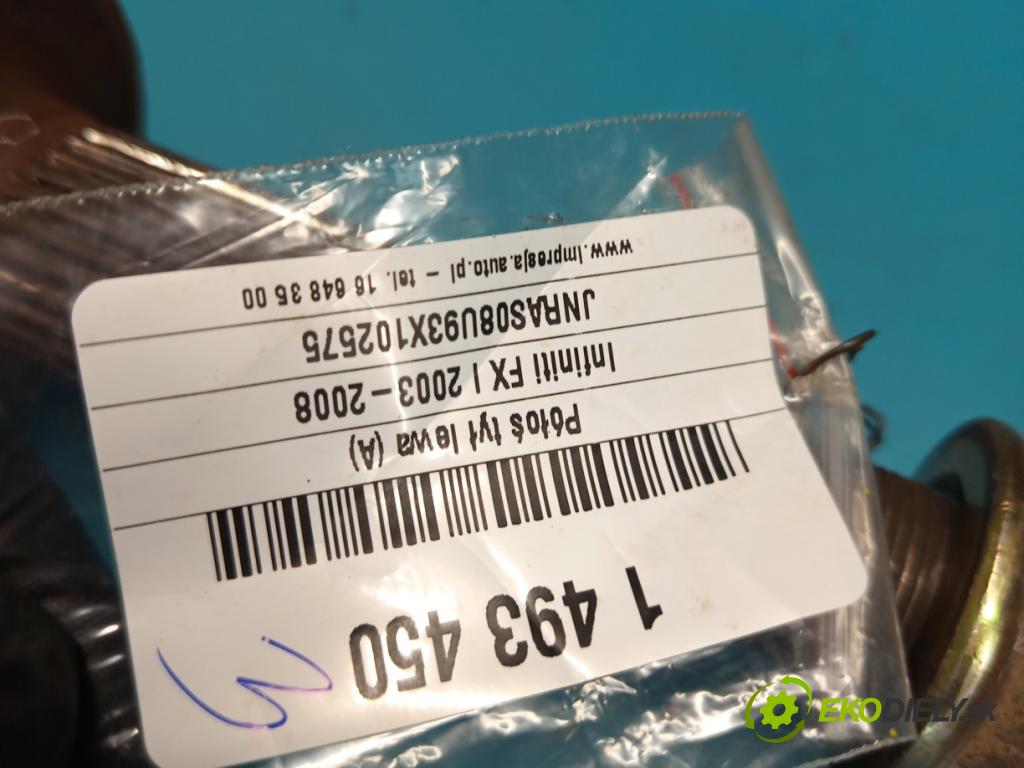 1 493 450
Półoś tył lewa (A)
Infiniti FX I 2003-2008
JNRAS08U93X102575
www.impresja.auto.pl - tel. 16 648 35 00
EKODIELY.SK